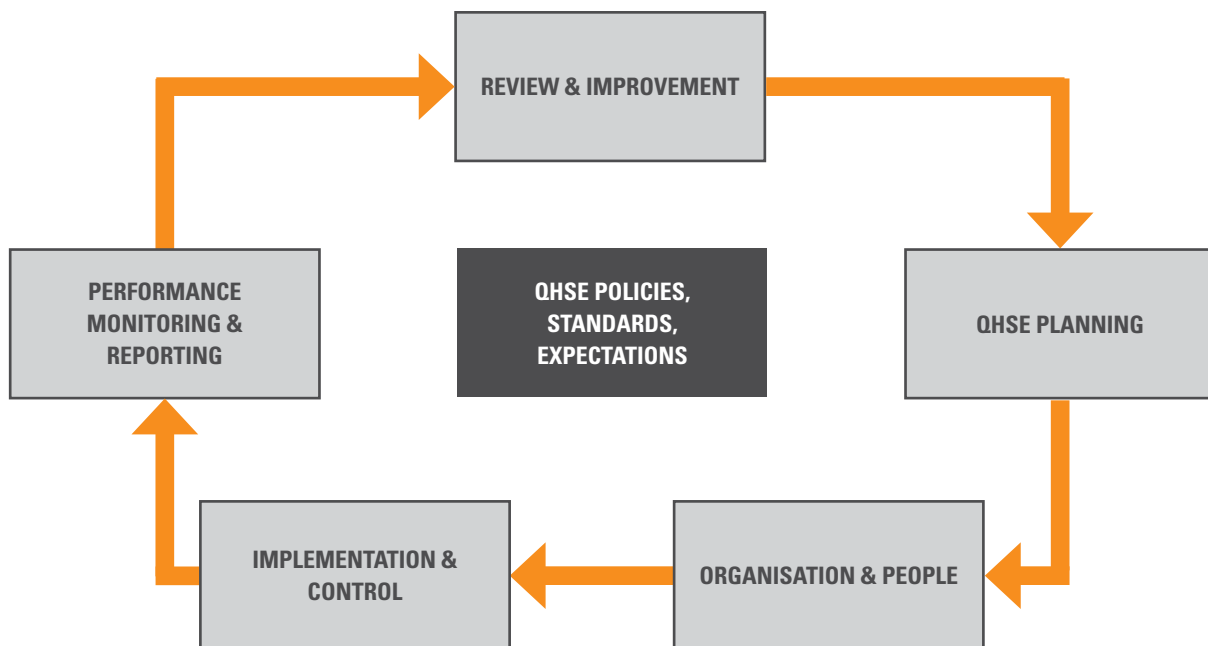 REVIEW & IMPROVEMENT
PERFORMANCE
MONITORING &
REPORTING
QHSE POLICIES,
STANDARDS,
EXPECTATIONS
QHSE PLANNING
IMPLEMENTATION &
CONTROL
ORGANISATION & PEOPLE